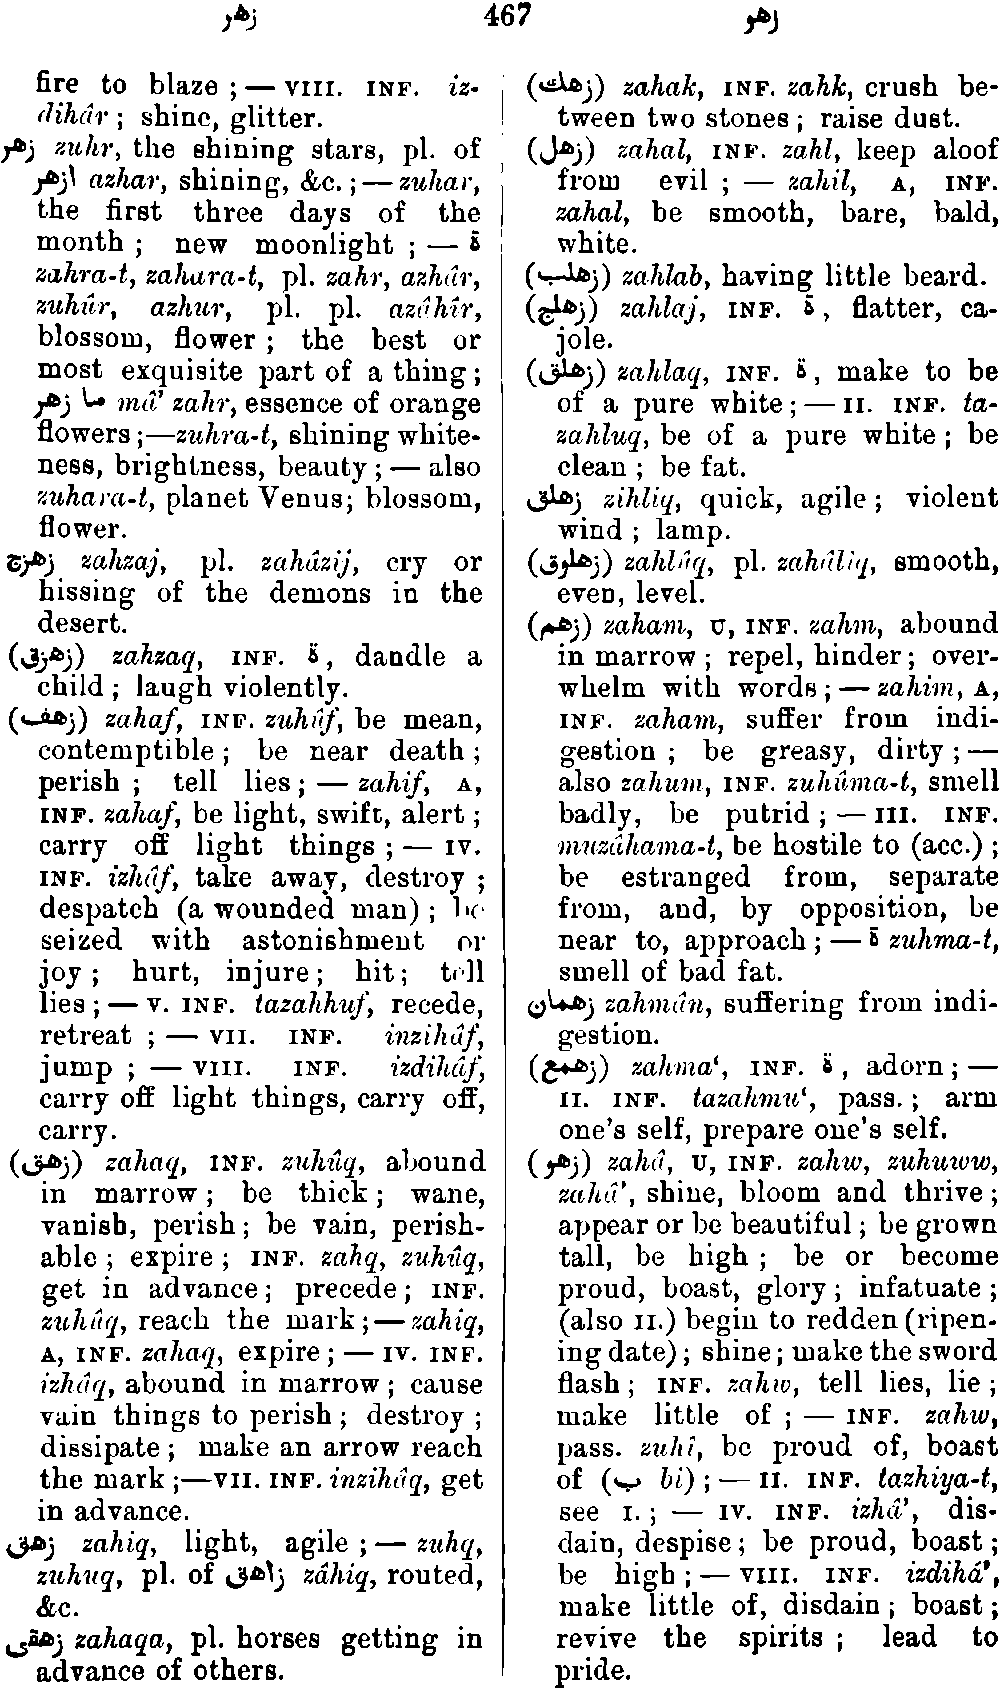 زهر 467 زهو
fire to blaze ; — VIII. INF. iz-
dihâr ; shine, glitter.
زهر zuhr, the shining stars, pl. of
ازهر azhar, shining, &c. ; — zuhar,
the first three days of the
month ; new moonlight ; — ة
zahra-t, zahara-t, pl. zahr, azhâr,
zuhûr, azhur, pl. pl. azâhîr,
blossom, flower ; the best or
most exquisite part of a thing ;
ما زهر mâ' zahr, essence of orange
flowers ;—zuhra-t, shining white-
ness, brightness, beauty ; — also
zuhara-t, planet Venus; blossom,
flower.
زهزج zahzaj, pl. zahâzij, cry or
hissing of the demons in the
desert.
(زهزق) zahzaq, INF. ة, dandle a
child ; laugh violently.
(زهف) zahaf, INF. zuhûf, be mean,
contemptible ; be near death ;
perish ; tell lies ; — zahif, A,
INF. zahaf, be light, swift, alert ;
carry off light things ; — IV.
INF. izhâf, take away, destroy ;
despatch (a wounded man) ; be
seized with astonishment or
joy ; hurt, injure ; hit ; tell
lies ; — V. INF. tazahhuf, recede,
retreat ; — VII. INF. inzihâf,
jump ; — VIII. INF. izdihâf,
carry off light things, carry off,
carry.
(زهق) zahaq, INF. zuhûq, abound
in marrow ; be thick ; wane,
vanish, perish ; be vain, perish-
able ; expire ; INF. zahq, zuhûq,
get in advance ; precede ; INF.
zuhûq, reach the mark ; — zahiq,
A, INF. zahaq, expire ; — IV. INF.
izhâq, abound in marrow ; cause
vain things to perish ; destroy ;
dissipate ; make an arrow reach
the mark ;—VII. INF. inzihâq, get
in advance.
زهق zahiq, light, agile ; — zuhq,
zuhuq, pl. of زاهق zâhiq, routed,
&c.
زهقى zahaqa, pl. horses getting in
advance of others.
(زهك) zahak, INF. zahk, crush be-
tween two stones ; raise dust.
(زهل) zahal, INF. zahl, keep aloof
from evil ; — zahil, A, INF.
zahal, be smooth, bare, bald,
white.
(زهلب) zahlab, having little beard.
(زهلج) zahlaj, INF. ة, flatter, ca-
jole.
(زهلق) zahlaq, INF. ة, make to be
of a pure white ; — II. INF. ta-
zahluq, be of a pure white ; be
clean ; be fat.
زهلق zihliq, quick, agile ; violent
wind ; lamp.
(زهلوق) zahlûq, pl. zahâliq, smooth,
even, level.
(زهم) zaham, U, INF. zahm, abound
in marrow ; repel, hinder ; over-
whelm with words ; — zahim, A,
INF. zaham, suffer from indi-
gestion ; be greasy, dirty ; —
also zahum, INF. zuhûma-t, smell
badly, be putrid ; — III. INF.
muzâhama-t, be hostile to (acc.) ;
be estranged from, separate
from, and, by opposition, be
near to, approach ; — ة zuhma-t,
smell of bad fat.
زهمان zahmân, suffering from indi-
gestion.
(زهمع) zahma‘, INF. ة, adorn ; —
II. INF. tazahmu‘, pass. ; arm
one's self, prepare one's self.
(زهو) zahâ, U, INF. zahw, zuhuww,
zahâ', shine, bloom and thrive ;
appear or be beautiful ; be grown
tall, be high ; be or become
proud, boast, glory ; infatuate ;
(also II.) begin to redden (ripen-
ing date) ; shine ; make the sword
flash ; INF. zahw, tell lies, lie ;
make little of ; — INF. zahw,
pass. zuhî, be proud of, boast
of (ب bi) ; — II. INF. tazhiya-t,
see I. ; — IV. INF. izhâ', dis-
dain, despise ; be proud, boast ;
be high ; — VIII. INF. izdihâ',
make little of, disdain ; boast ;
revive the spirits ; lead to
pride.